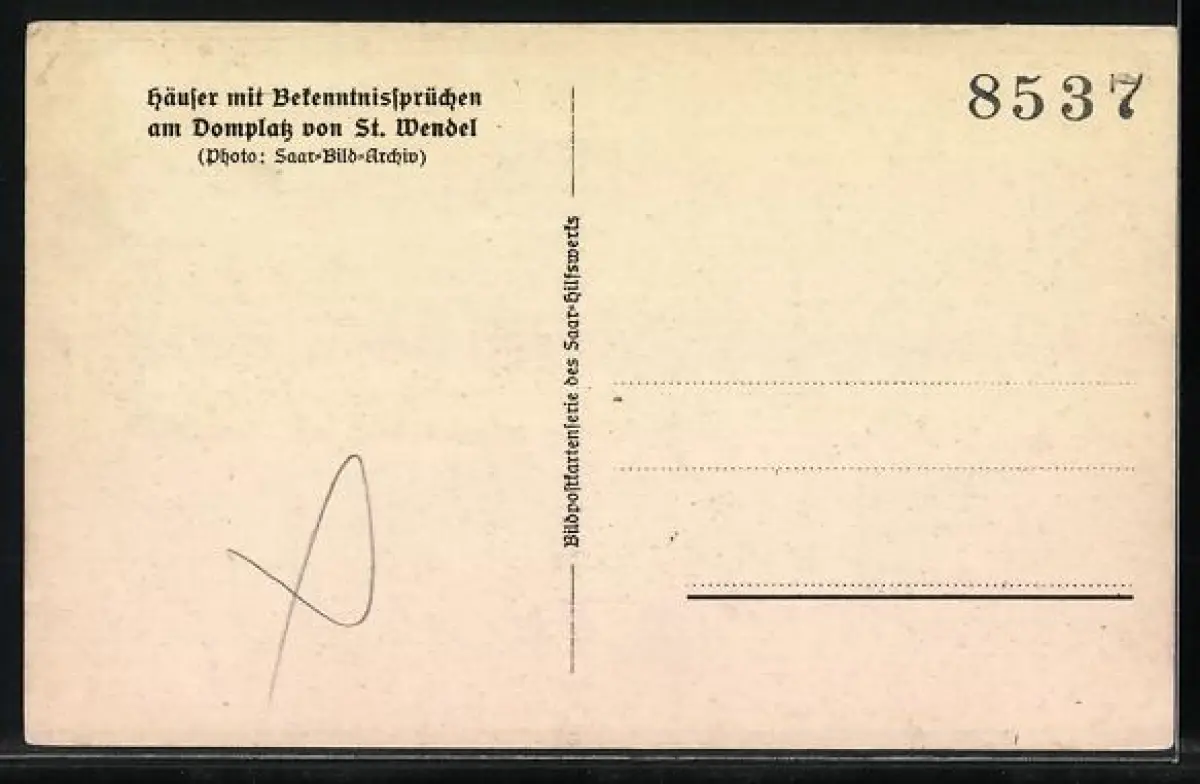 Häuser mit Bekenntnissprüchen
am Domplatz von St. Wendel
(Photo: Saar-Bild-Archiv)
8537
Bildpostkartenserie des Saar-Hilfswerks